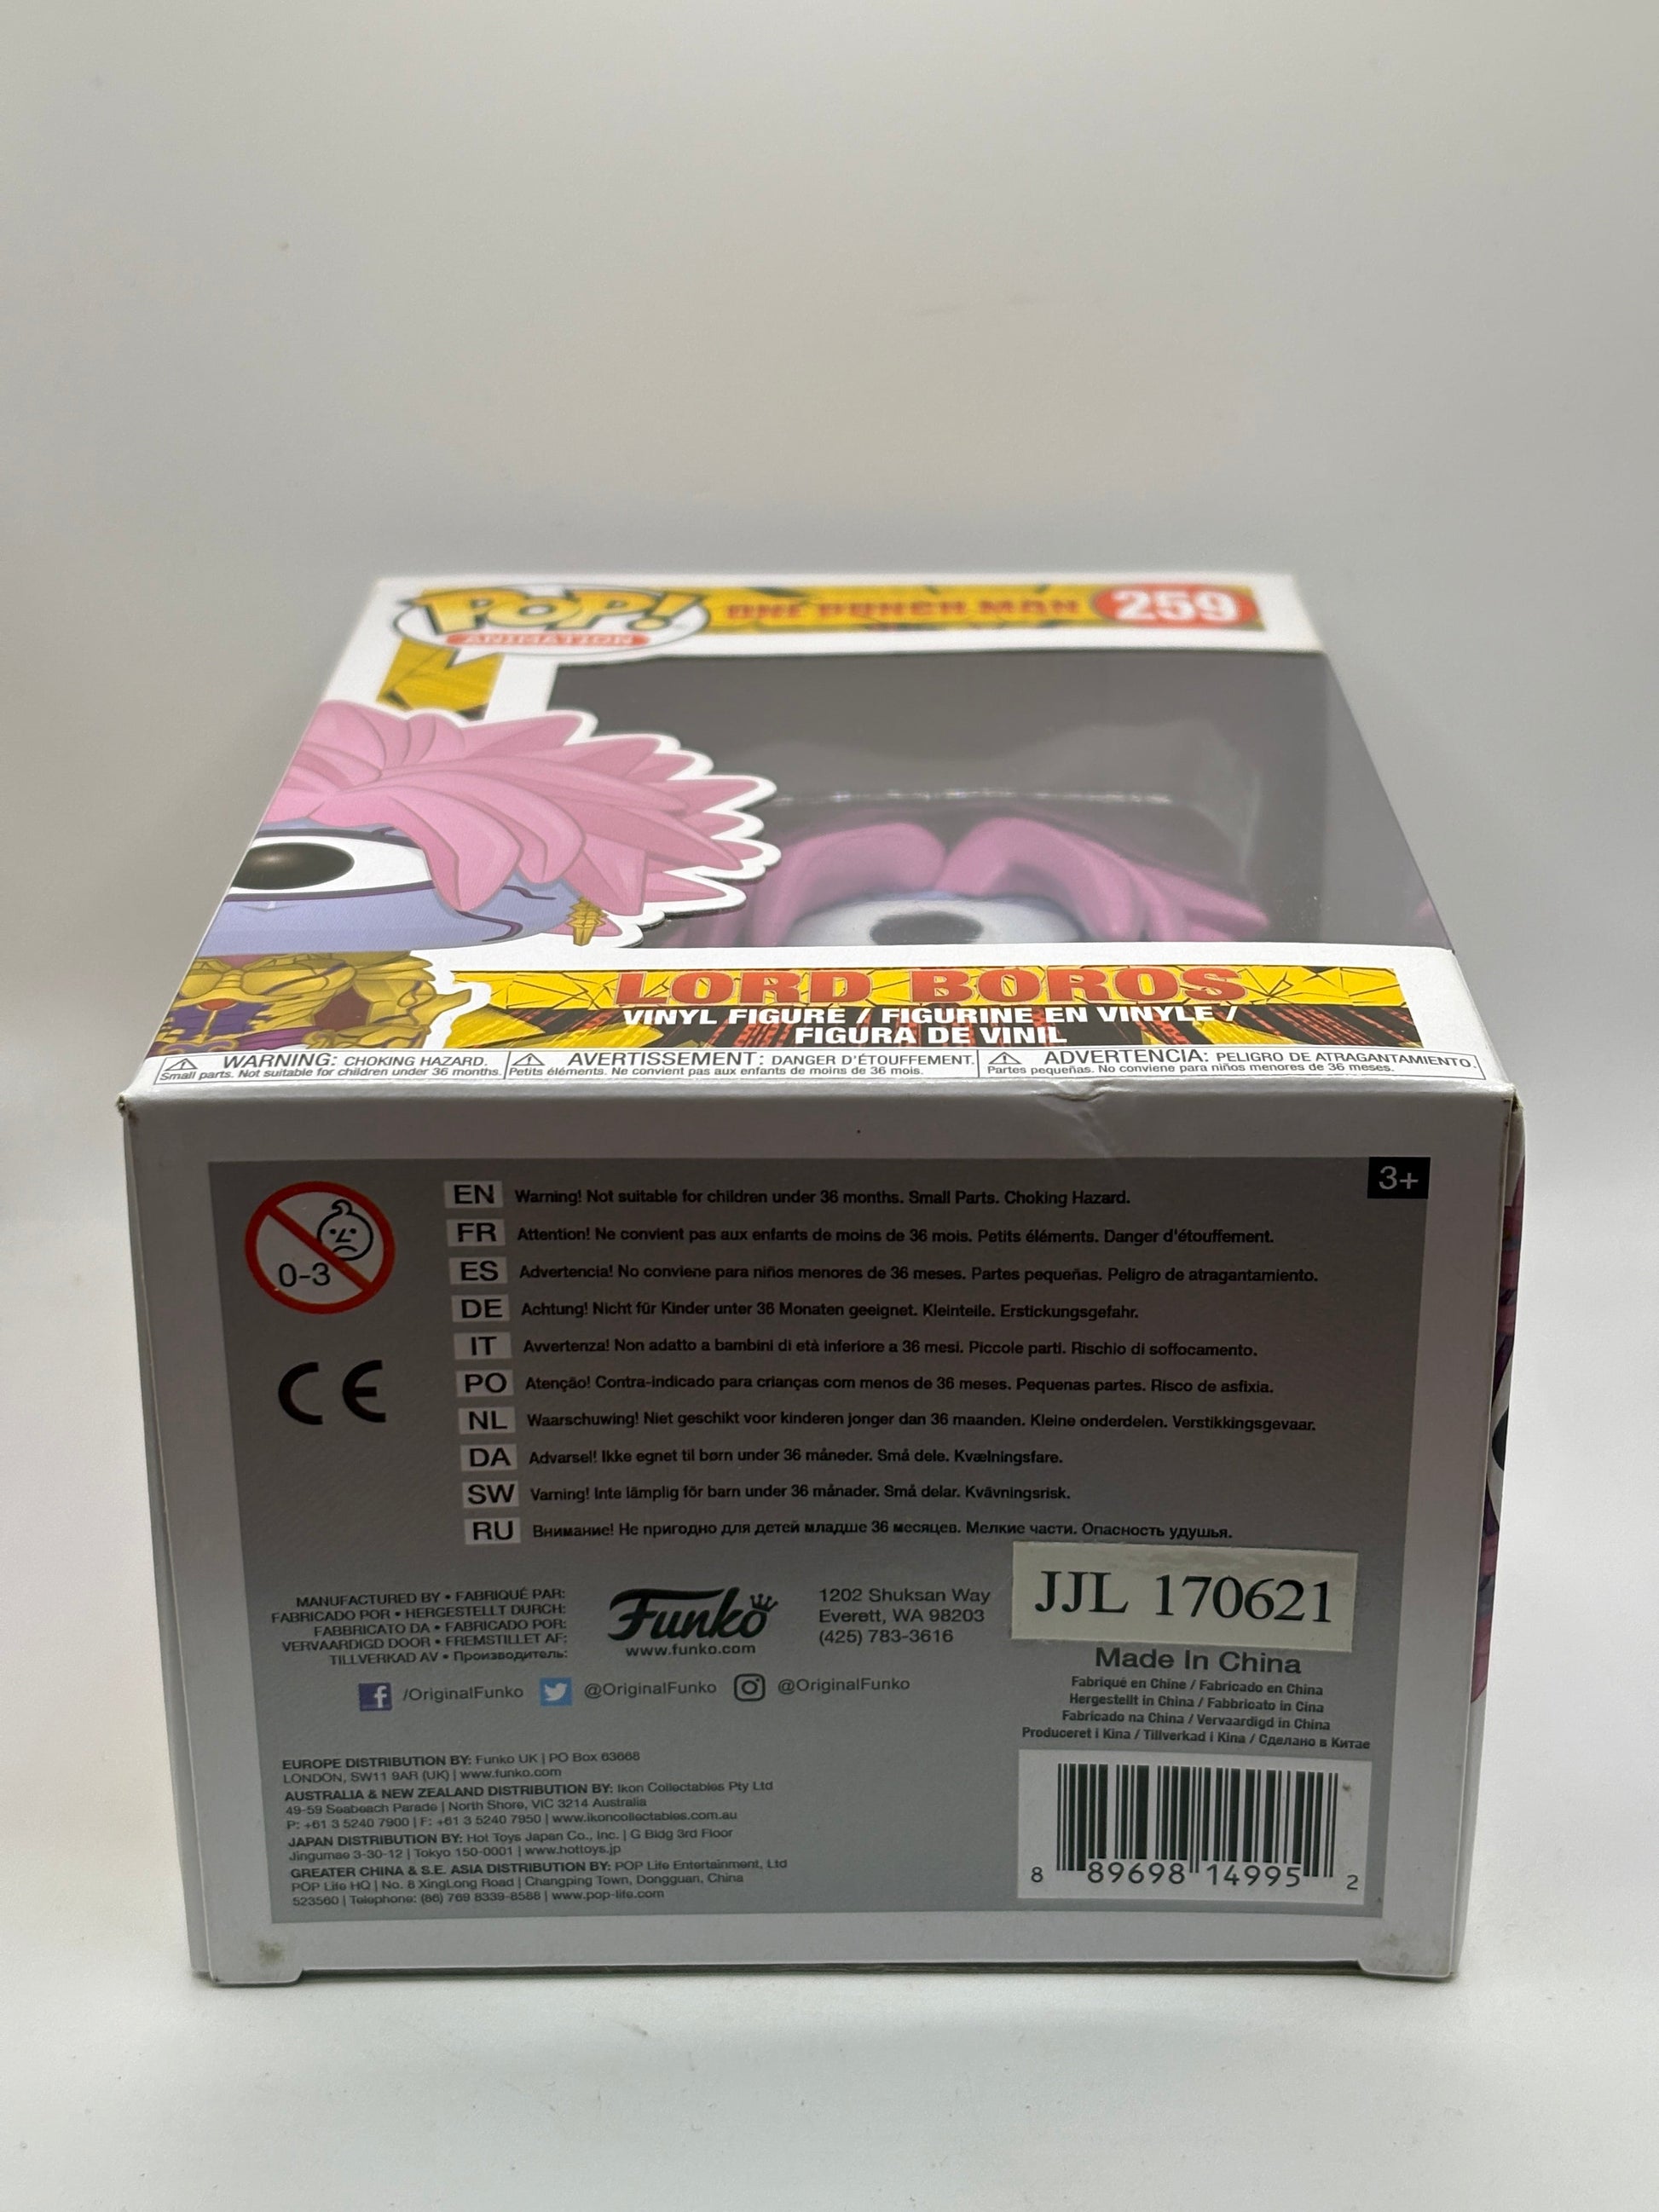 POP! ONE PUNCH MAN 259
ANIMATION
LORD BOROS
VINYL FIGURE / FIGURINE EN VINYLE /
FIGURA DE VINIL
WARNING: CHOKING HAZARD.
Small parts. Not suitable for children under 36 months.
AVERTISSEMENT: DANGER D'ÉTOUFFEMENT.
Petits éléments. Ne convient pas aux enfants de moins de 36 mois.
ADVERTENCIA: PELIGRO DE ATRAGANTAMIENTO.
Partes pequeñas. No conviene para niños menores de 36 meses.
3+
0-3
CE
EN Warning! Not suitable for children under 36 months. Small Parts. Choking Hazard.
FR Attention! Ne convient pas aux enfants de moins de 36 mois. Petits éléments. Danger d'étouffement.
ES Advertencia! No conviene para niños menores de 36 meses. Partes pequeñas. Peligro de atragantamiento.
DE Achtung! Nicht für Kinder unter 36 Monaten geeignet. Kleinteile. Erstickungsgefahr.
IT Avvertenza! Non adatto a bambini di età inferiore a 36 mesi. Piccole parti. Rischio di soffocamento.
PO Atenção! Contra-indicado para crianças com menos de 36 meses. Pequenas partes. Risco de asfixia.
NL Waarschuwing! Niet geschikt voor kinderen jonger dan 36 maanden. Kleine onderdelen. Verstikkingsgevaar.
DA Advarsel! Ikke egnet til børn under 36 måneder. Små dele. Kvælningsfare.
SW Varning! Inte lämplig för barn under 36 månader. Små delar. Kvävningsrisk.
RU Внимание! Не пригодно для детей младше 36 месяцев. Мелкие части. Опасность удушья.
MANUFACTURED BY • FABRIQUÉ PAR:
FABRICADO POR • HERGESTELLT DURCH:
FABBRICATO DA • FABRICADO POR:
VERVAARDIGD DOOR • FREMSTILLET AF:
TILLVERKAD AV • Производитель:
Funko
www.funko.com
1202 Shuksan Way
Everett, WA 98203
(425) 783-3616
/OriginalFunko @OriginalFunko @OriginalFunko
JJL 170621
Made In China
Fabriqué en Chine / Fabricado en China
Hergestellt in China / Fabbricato in Cina
Fabricado na China / Vervaardigd in China
Produceret i Kina / Tillverkad i Kina / Сделано в Китае
EUROPE DISTRIBUTION BY: Funko UK | PO Box 63668
LONDON, SW11 9AR (UK) | www.funko.com
AUSTRALIA & NEW ZEALAND DISTRIBUTION BY: Ikon Collectables Pty Ltd
49-59 Seabeach Parade | North Shore, VIC 3214 Australia
P: +61 3 5240 7900 | F: +61 3 5240 7950 | www.ikoncollectables.com.au
JAPAN DISTRIBUTION BY: Hot Toys Japan Co., Inc. | G Bldg 3rd Floor
Jingumae 3-30-12 | Tokyo 150-0001 | www.hottoys.jp
GREATER CHINA & S.E. ASIA DISTRIBUTION BY: POP Life Entertainment, Ltd
POP Life HQ | No. 8 XingLong Road | Changping Town, Dongguan, China
523560 | Telephone: (86) 769 8339-8588 | www.pop-life.com
8 89698 14995 2